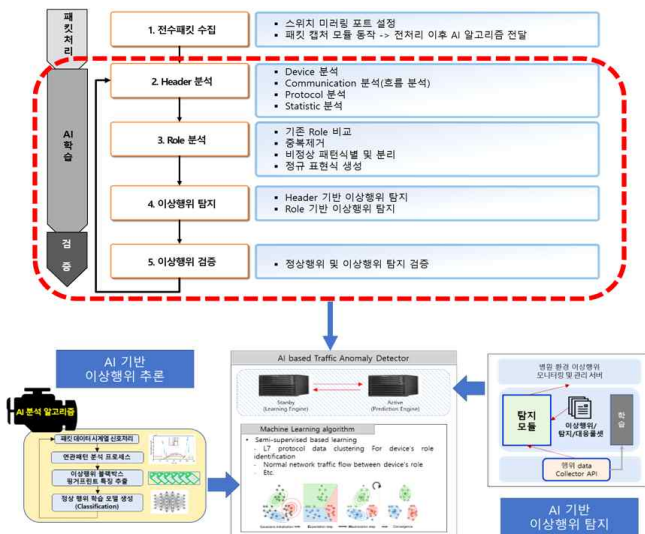 패킷처리
1. 전수패킷 수집
▪ 스위치 미러링 포트 설정
▪ 패킷 캡처 모듈 동작 -> 전처리 이후 AI 알고리즘 전달
AI 학습
2. Header 분석
▪ Device 분석
▪ Communication 분석(흐름 분석)
▪ Protocol 분석
▪ Statistic 분석
3. Role 분석
▪ 기존 Role 비교
▪ 중복제거
▪ 비정상 패턴식별 및 분리
▪ 정규 표현식 생성
4. 이상행위 탐지
▪ Header 기반 이상행위 탐지
▪ Role 기반 이상행위 탐지
검증
5. 이상행위 검증
▪ 정상행위 및 이상행위 탐지 검증
AI 기반
이상행위 추론
AI 분석 알고리즘
패킷 데이터 시계열 신호처리
연관패턴 분석 프로세스
이상행위 블랙박스
핑거프린트 특징 추출
정상 행위 학습 모델 생성
(Classification)
AI based Traffic Anomaly Detector
Stanby
(Learning Engine)
Active
(Prediction Engine)
Machine Learning algorithm
• Semi-supervised based learning
- L7 protocol data clustering For device's role
identification
- Normal network traffic flow between device's role
- Etc.
Convergence
병원 환경 이상행위
모니터링 및 관리 서버
탐지
모듈
이상행위/
탐지/대응룰셋
학습
행위 data
Collector API
AI 기반
이상행위 탐지